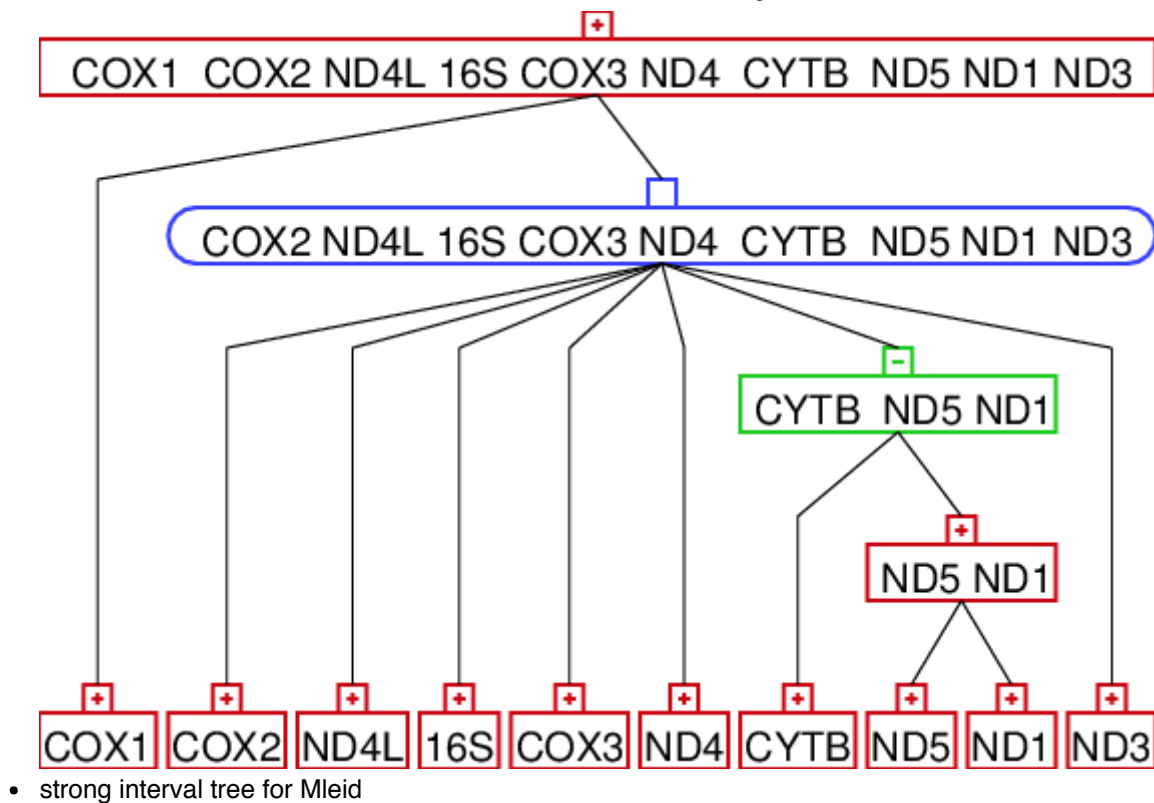 +
COX1 COX2 ND4L 16S COX3 ND4 CYTB ND5 ND1 ND3
COX2 ND4L 16S COX3 ND4 CYTB ND5 ND1 ND3
-
CYTB ND5 ND1
+
ND5 ND1
+ + + + + + + + + +
COX1 COX2 ND4L 16S COX3 ND4 CYTB ND5 ND1 ND3
• strong interval tree for Mleid